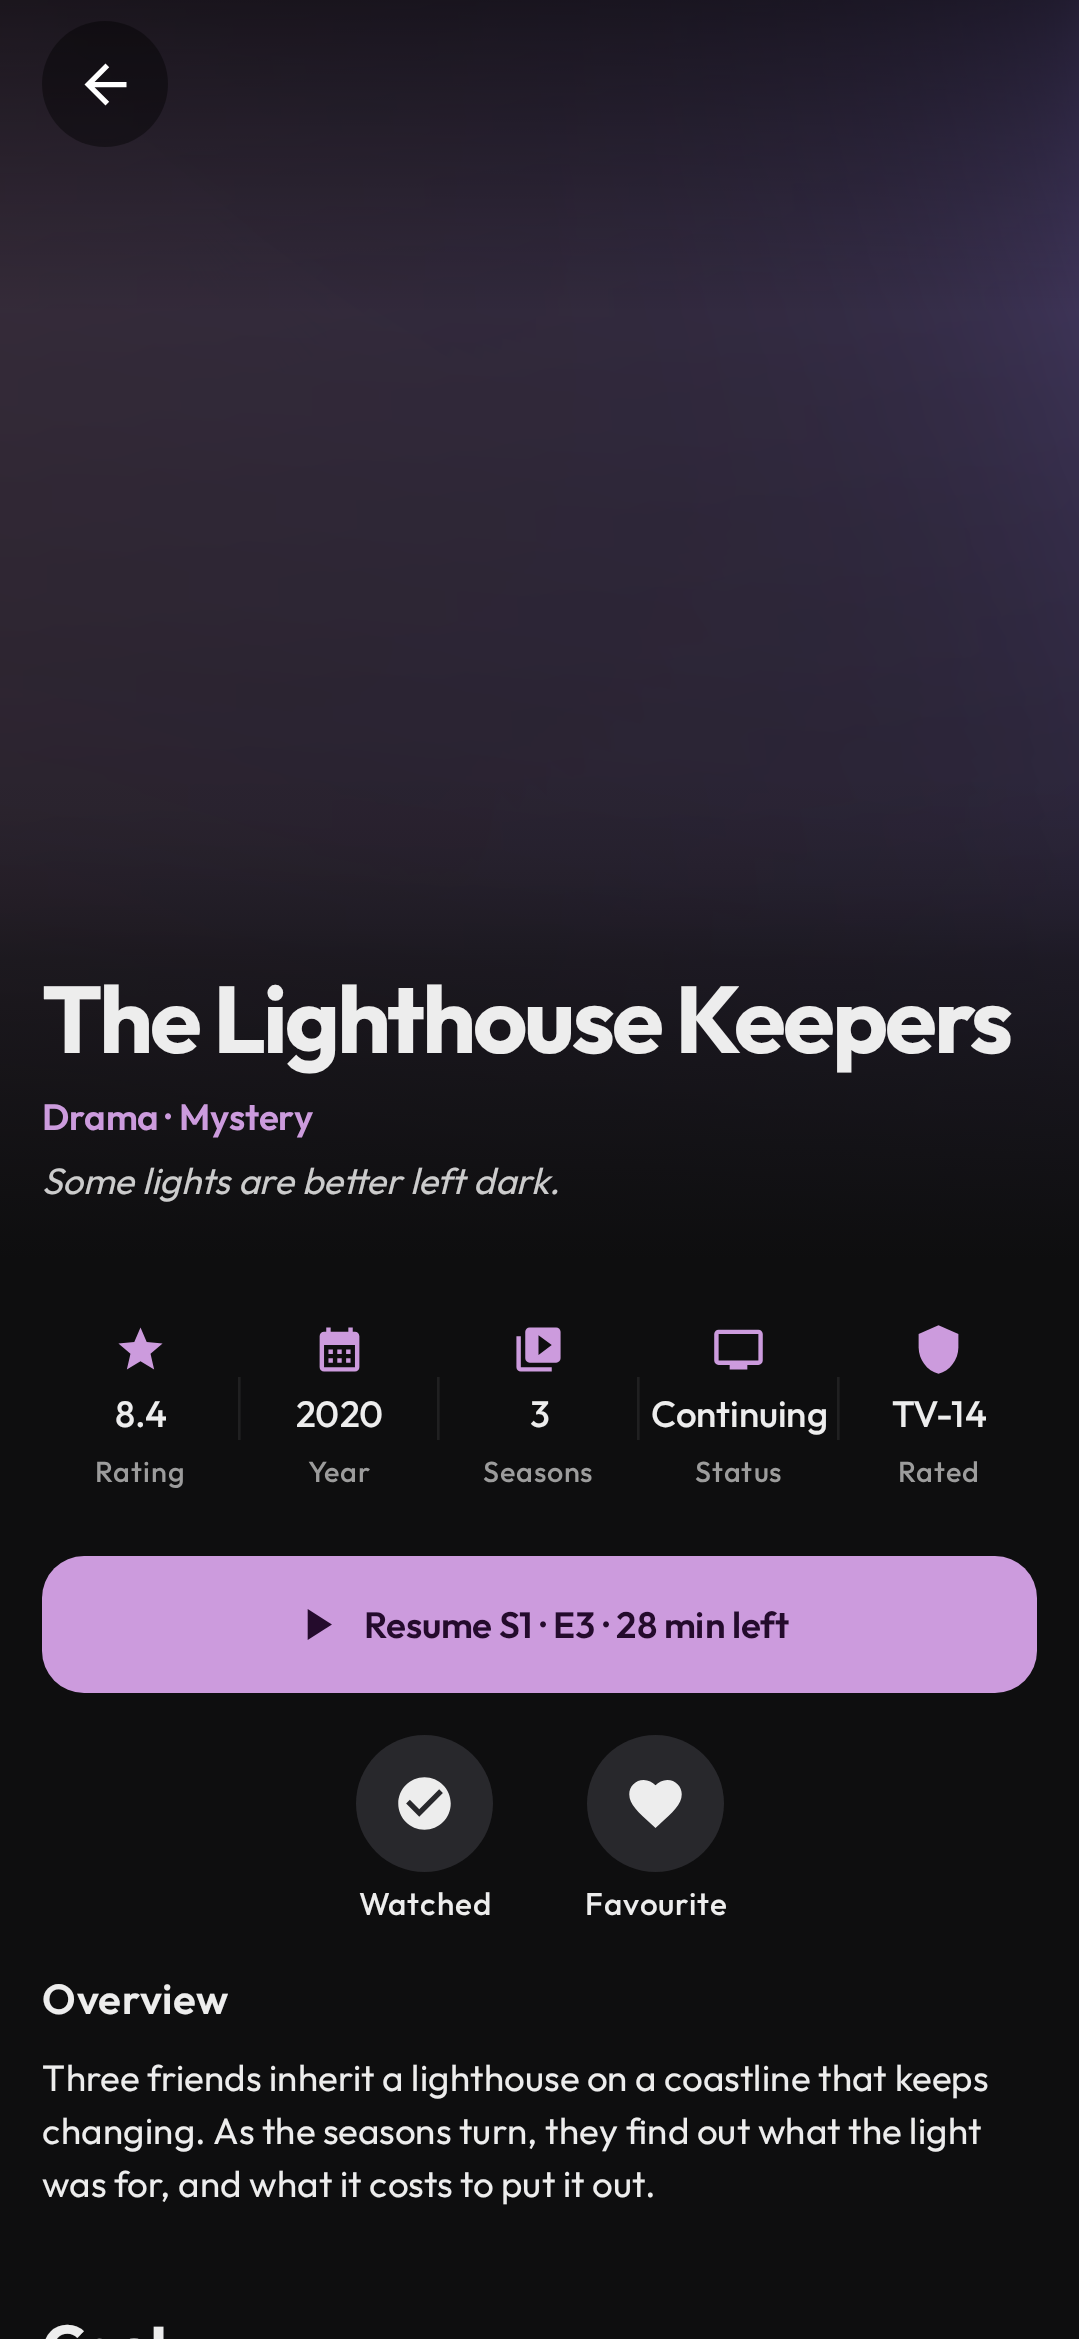 The Lighthouse Keepers
Drama · Mystery
Some lights are better left dark.
8.4
2020
3
Continuing
TV-14
Rating
Year
Seasons
Status
Rated
Resume S1 · E3 · 28 min left
Watched
Favourite
Overview
Three friends inherit a lighthouse on a coastline that keeps
changing. As the seasons turn, they find out what the light
was for, and what it costs to put it out.